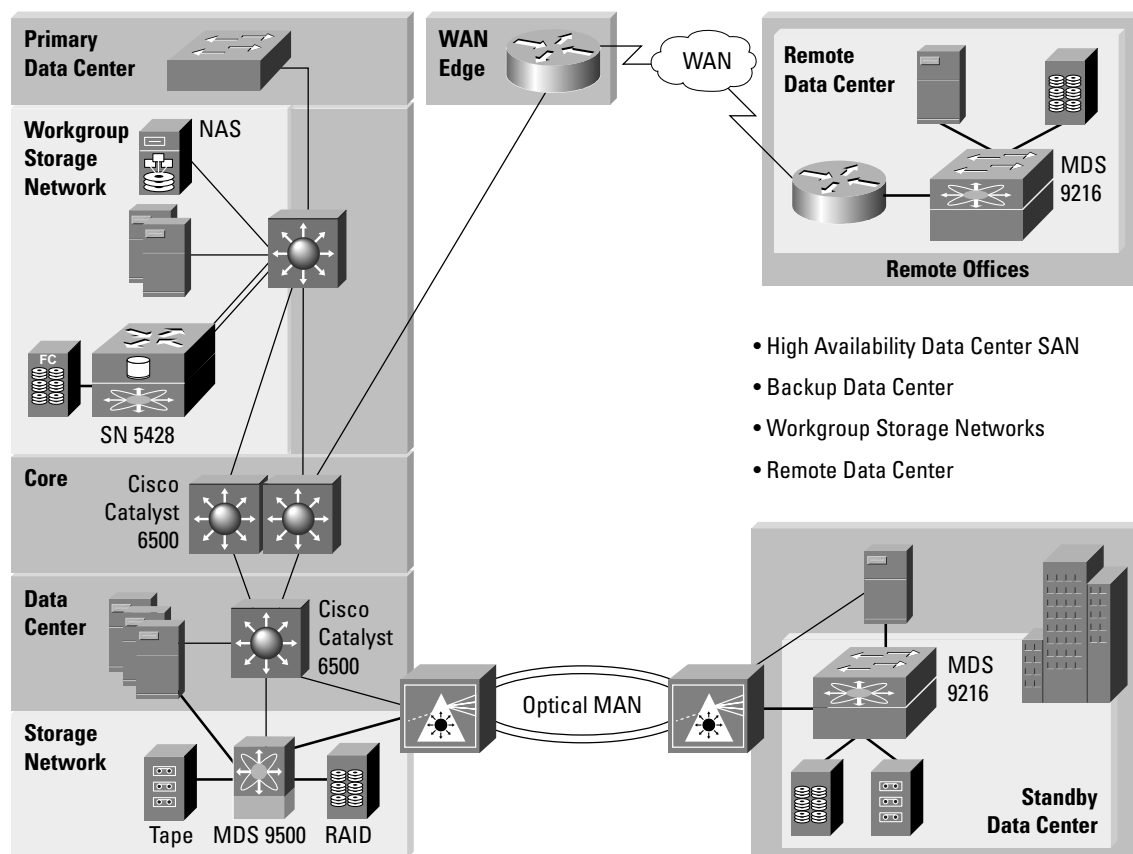 Primary
Data Center
WAN
Edge
WAN
Remote
Data Center
MDS
9216
Remote Offices
Workgroup
Storage
Network
NAS
FC
SN 5428
• High Availability Data Center SAN
• Backup Data Center
• Workgroup Storage Networks
• Remote Data Center
Core
Cisco
Catalyst
6500
Data
Center
Cisco
Catalyst
6500
Optical MAN
MDS
9216
Storage
Network
Tape
MDS 9500
RAID
Standby
Data Center